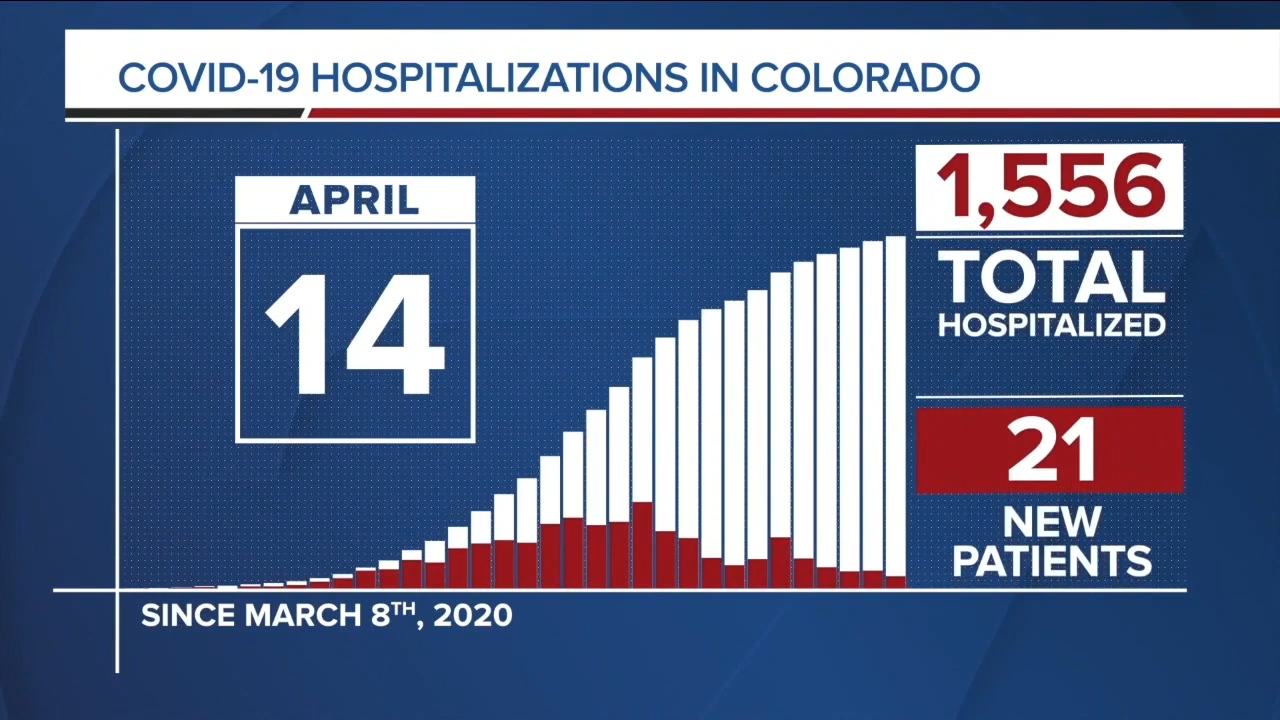 COVID-19 HOSPITALIZATIONS IN COLORADO
APRIL
14
1,556
TOTAL
HOSPITALIZED
21
NEW
PATIENTS
SINCE MARCH 8TH, 2020